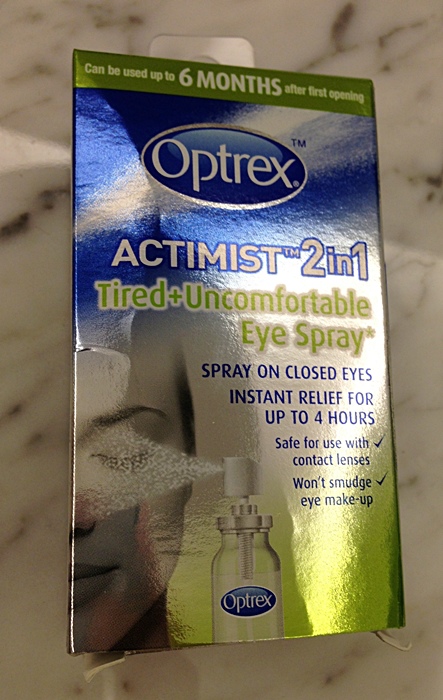 Can be used up to 6 MONTHS after first opening
Optrex™
ACTIMIST™ 2in1
Tired+Uncomfortable
Eye Spray*
SPRAY ON CLOSED EYES
INSTANT RELIEF FOR
UP TO 4 HOURS
Safe for use with ✓
contact lenses
Won't smudge ✓
eye make-up
Optrex